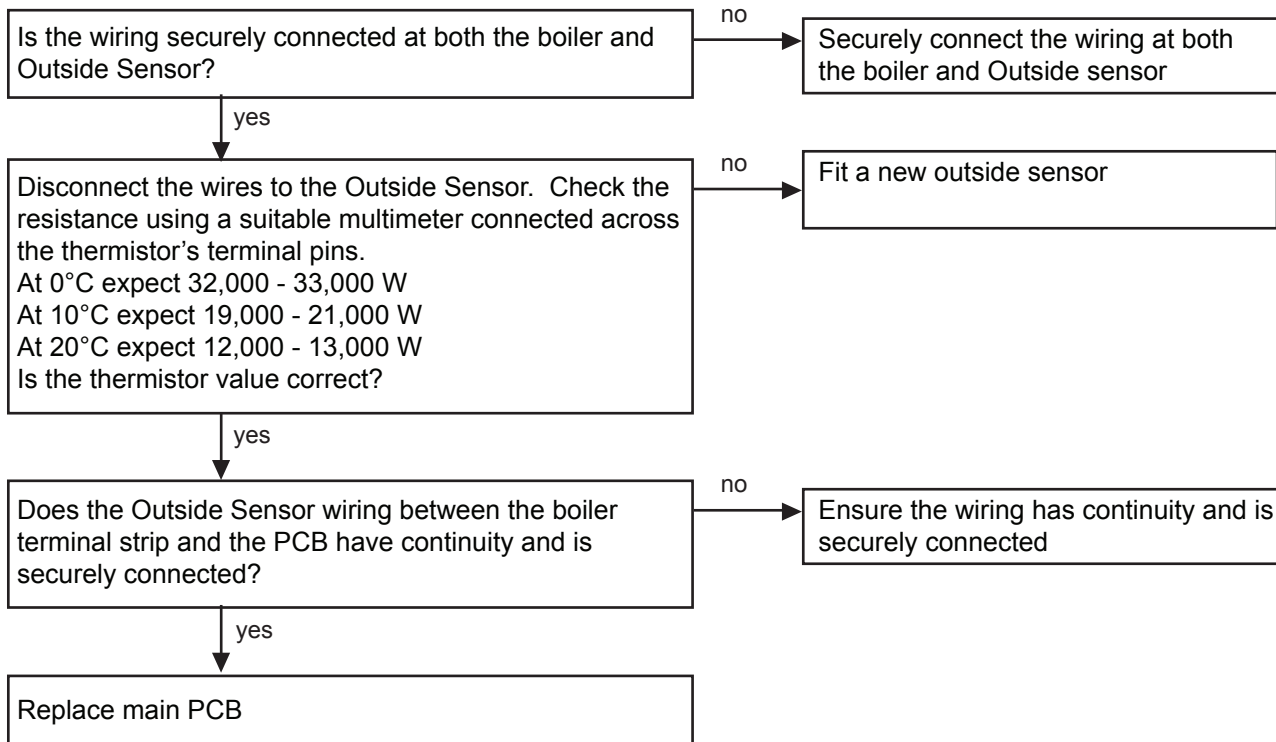 Is the wiring securely connected at both the boiler and
Outside Sensor?
no
Securely connect the wiring at both
the boiler and Outside sensor
yes
Disconnect the wires to the Outside Sensor.  Check the
resistance using a suitable multimeter connected across
the thermistor’s terminal pins.
At 0°C expect 32,000 - 33,000 W
At 10°C expect 19,000 - 21,000 W
At 20°C expect 12,000 - 13,000 W
Is the thermistor value correct?
no
Fit a new outside sensor
yes
Does the Outside Sensor wiring between the boiler
terminal strip and the PCB have continuity and is
securely connected?
no
Ensure the wiring has continuity and is
securely connected
yes
Replace main PCB